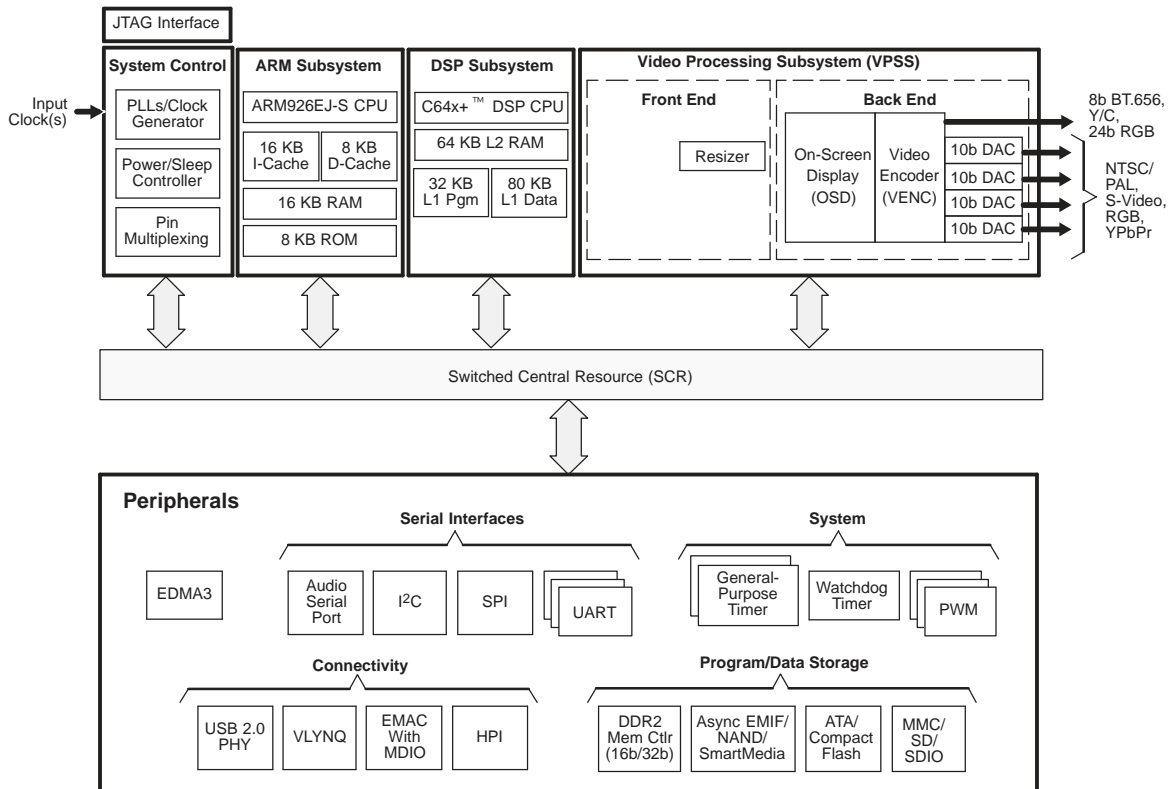 JTAG Interface
System Control
ARM Subsystem
DSP Subsystem
Video Processing Subsystem (VPSS)
Input
Clock(s)
PLLs/Clock
Generator
Power/Sleep
Controller
Pin
Multiplexing
ARM926EJ-S CPU
16 KB
I-Cache
8 KB
D-Cache
16 KB RAM
8 KB ROM
C64x+™ DSP CPU
64 KB L2 RAM
32 KB
L1 Pgm
80 KB
L1 Data
Front End
Resizer
Back End
On-Screen
Display
(OSD)
Video
Encoder
(VENC)
10b DAC
10b DAC
10b DAC
10b DAC
8b BT.656,
Y/C,
24b RGB
NTSC/
PAL,
S-Video,
RGB,
YPbPr
Switched Central Resource (SCR)
Peripherals
EDMA3
Serial Interfaces
Audio
Serial
Port
I²C
SPI
UART
System
General-
Purpose
Timer
Watchdog
Timer
PWM
Connectivity
USB 2.0
PHY
VLYNQ
EMAC
With
MDIO
HPI
Program/Data Storage
DDR2
Mem Ctlr
(16b/32b)
Async EMIF/
NAND/
SmartMedia
ATA/
Compact
Flash
MMC/
SD/
SDIO